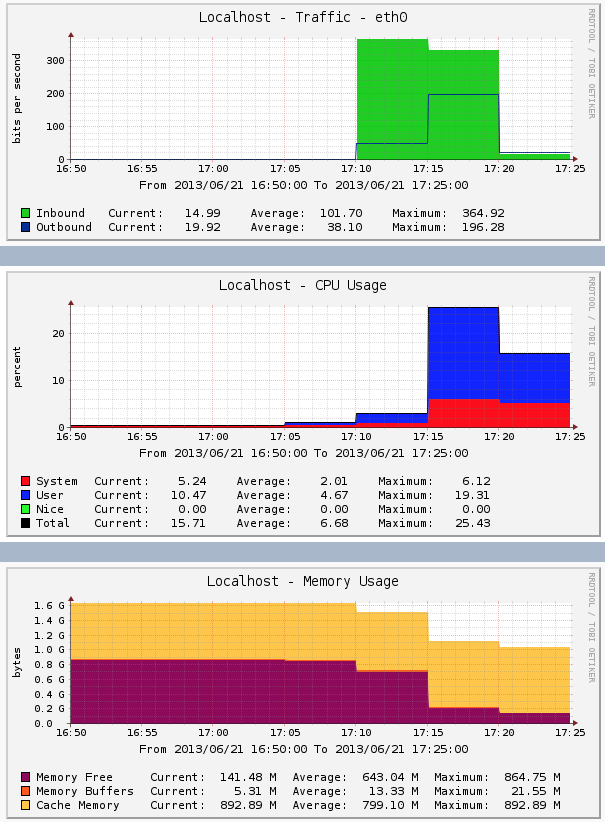 Localhost - Traffic - eth0
RRDTOOL / TOBI OETIKER
bits per second
300
200
100
0
16:50 16:55 17:00 17:05 17:10 17:15 17:20 17:25
From 2013/06/21 16:50:00 To 2013/06/21 17:25:00
Inbound Current: 14.99 Average: 101.70 Maximum: 364.92
Outbound Current: 19.92 Average: 38.10 Maximum: 196.28
Localhost - CPU Usage
RRDTOOL / TOBI OETIKER
percent
20
10
0
16:50 16:55 17:00 17:05 17:10 17:15 17:20 17:25
From 2013/06/21 16:50:00 To 2013/06/21 17:25:00
System Current: 5.24 Average: 2.01 Maximum: 6.12
User Current: 10.47 Average: 4.67 Maximum: 19.31
Nice Current: 0.00 Average: 0.00 Maximum: 0.00
Total Current: 15.71 Average: 6.68 Maximum: 25.43
Localhost - Memory Usage
RRDTOOL / TOBI OETIKER
bytes
1.6 G
1.4 G
1.2 G
1.0 G
0.8 G
0.6 G
0.4 G
0.2 G
0.0
16:50 16:55 17:00 17:05 17:10 17:15 17:20 17:25
From 2013/06/21 16:50:00 To 2013/06/21 17:25:00
Memory Free Current: 141.48 M Average: 643.04 M Maximum: 864.75 M
Memory Buffers Current: 5.31 M Average: 13.33 M Maximum: 21.55 M
Cache Memory Current: 892.89 M Average: 799.10 M Maximum: 892.89 M